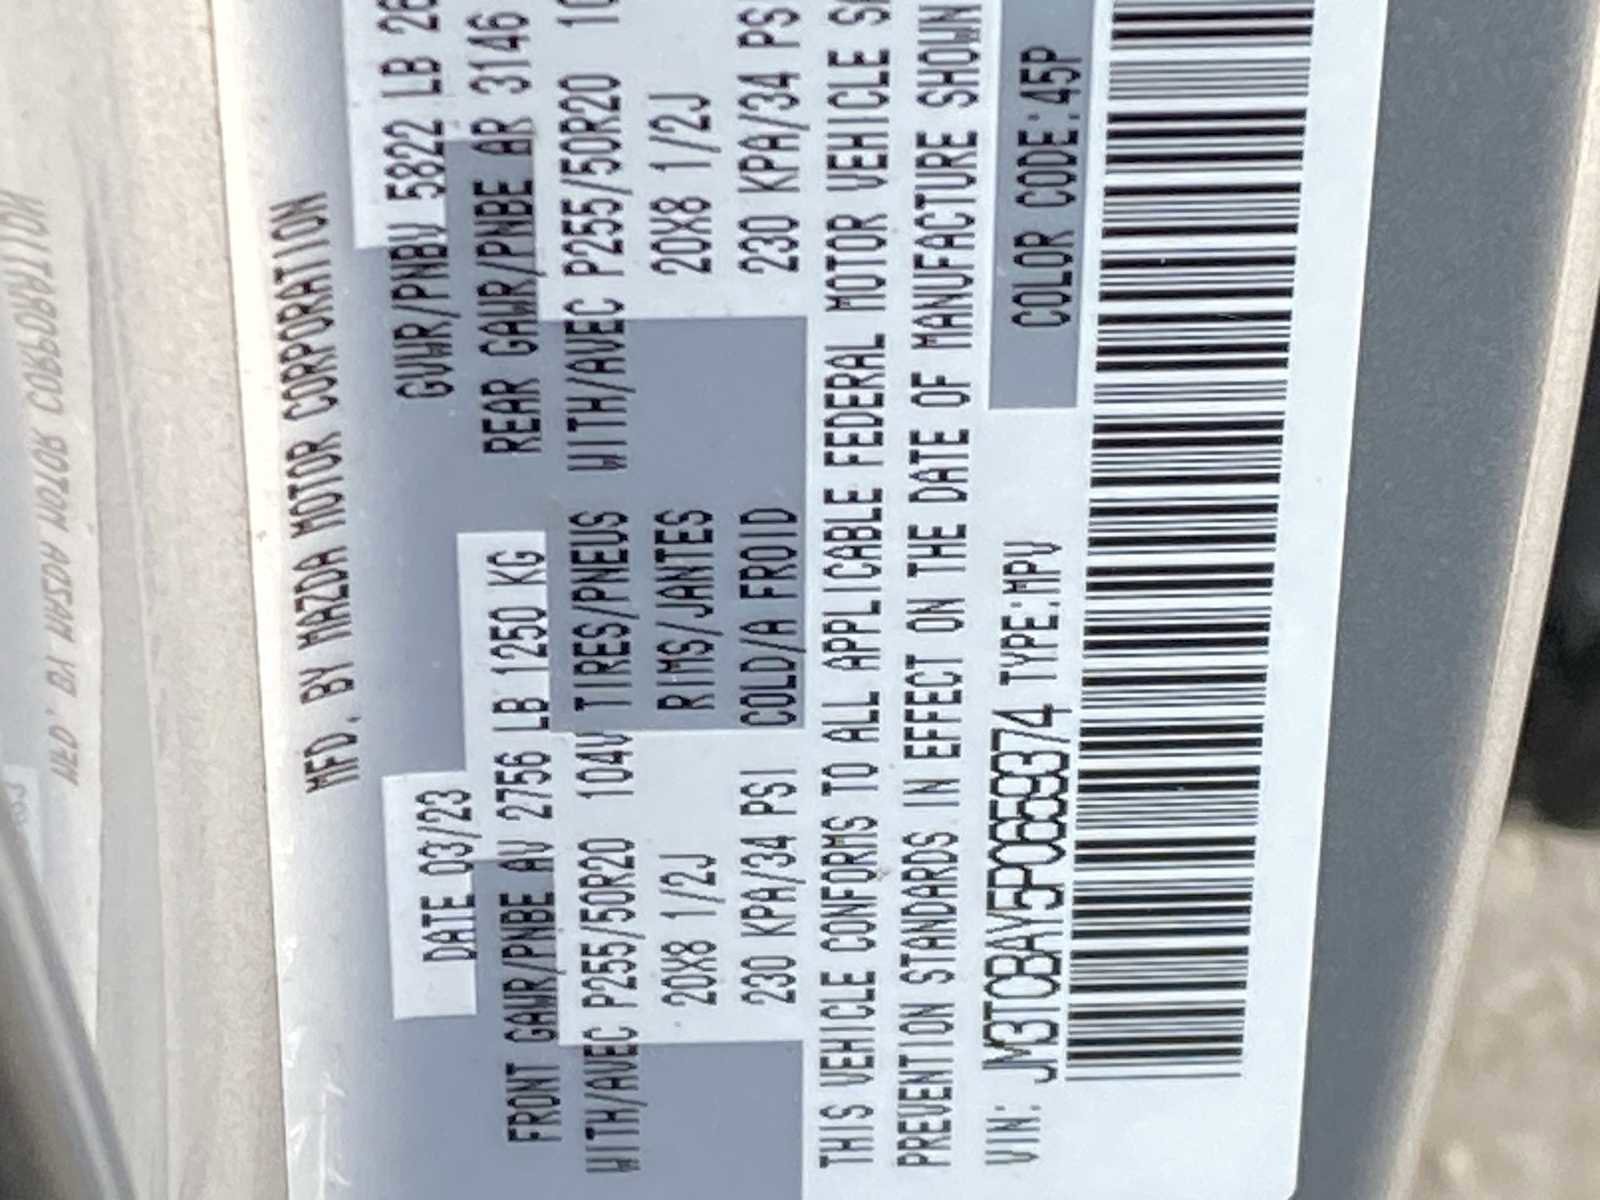 MFD. BY MAZDA MOTOR CORPORATION
DATE 03/23 GVWR/PNBV 5822 LB 26
FRONT GAWR/PNBE AV 2756 LB 1250 KG REAR GAWR/PNBE AR 3146
WITH/AVEC P255/50R20 104V TIRES/PNEUS WITH/AVEC P255/50R20 10
20X8 1/2J RIMS/JANTES 20X8 1/2J
230 KPA/34 PSI COLD/A FROID 230 KPA/34 PS
THIS VEHICLE CONFORMS TO ALL APPLICABLE FEDERAL MOTOR VEHICLE SA
PREVENTION STANDARDS IN EFFECT ON THE DATE OF MANUFACTURE SHOWN
VIN: JM3TCBAY5P0659374 TYPE:MPV COLOR CODE:45P